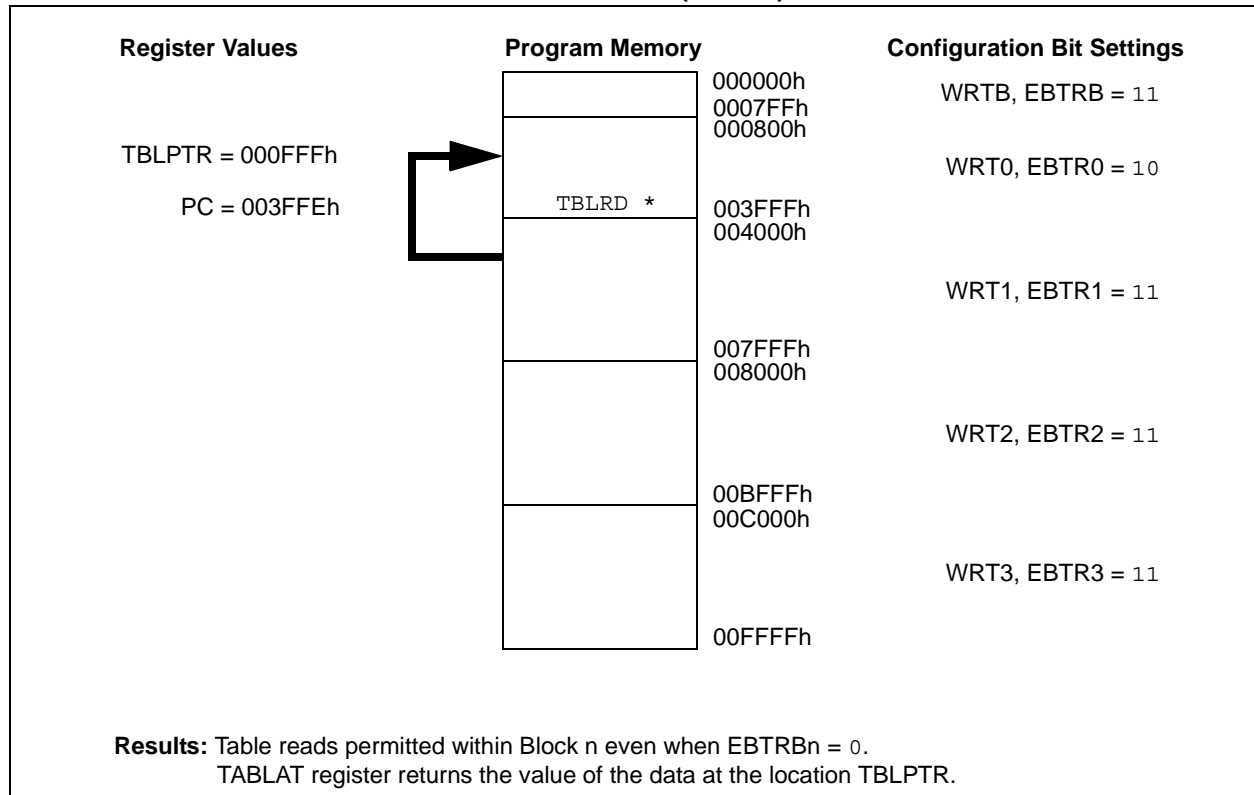 Register Values
Program Memory
Configuration Bit Settings
000000h
WRTB, EBTRB = 11
0007FFh
000800h
TBLPTR = 000FFFh
WRT0, EBTR0 = 10
PC = 003FFEh
TBLRD *
003FFFh
004000h
WRT1, EBTR1 = 11
007FFFh
008000h
WRT2, EBTR2 = 11
00BFFFh
00C000h
WRT3, EBTR3 = 11
00FFFFh
Results: Table reads permitted within Block n even when EBTRBn = 0.
TABLAT register returns the value of the data at the location TBLPTR.